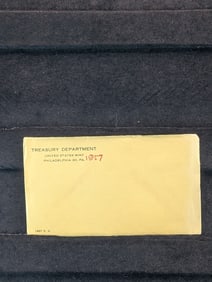 TREASURY DEPARTMENT
UNITED STATES MINT
PHILADELPHIA 30, PA. 1957